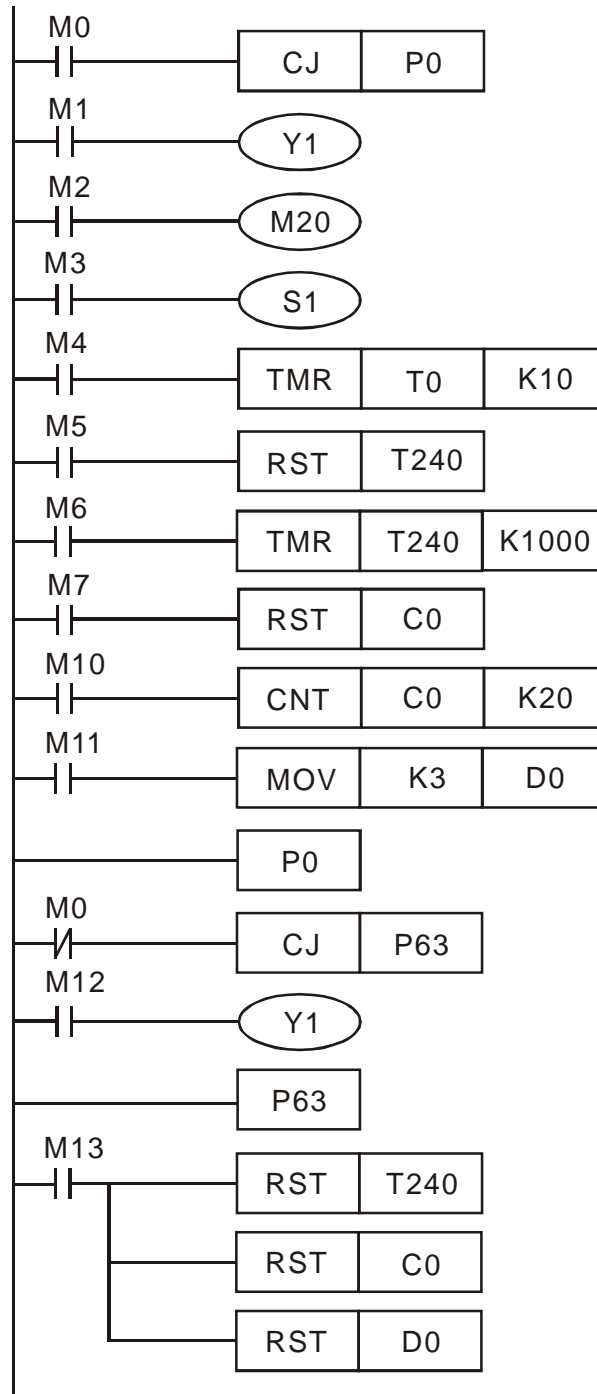 M0
CJ P0
M1
Y1
M2
M20
M3
S1
M4
TMR T0 K10
M5
RST T240
M6
TMR T240 K1000
M7
RST C0
M10
CNT C0 K20
M11
MOV K3 D0
P0
M0
CJ P63
M12
Y1
P63
M13
RST T240
RST C0
RST D0